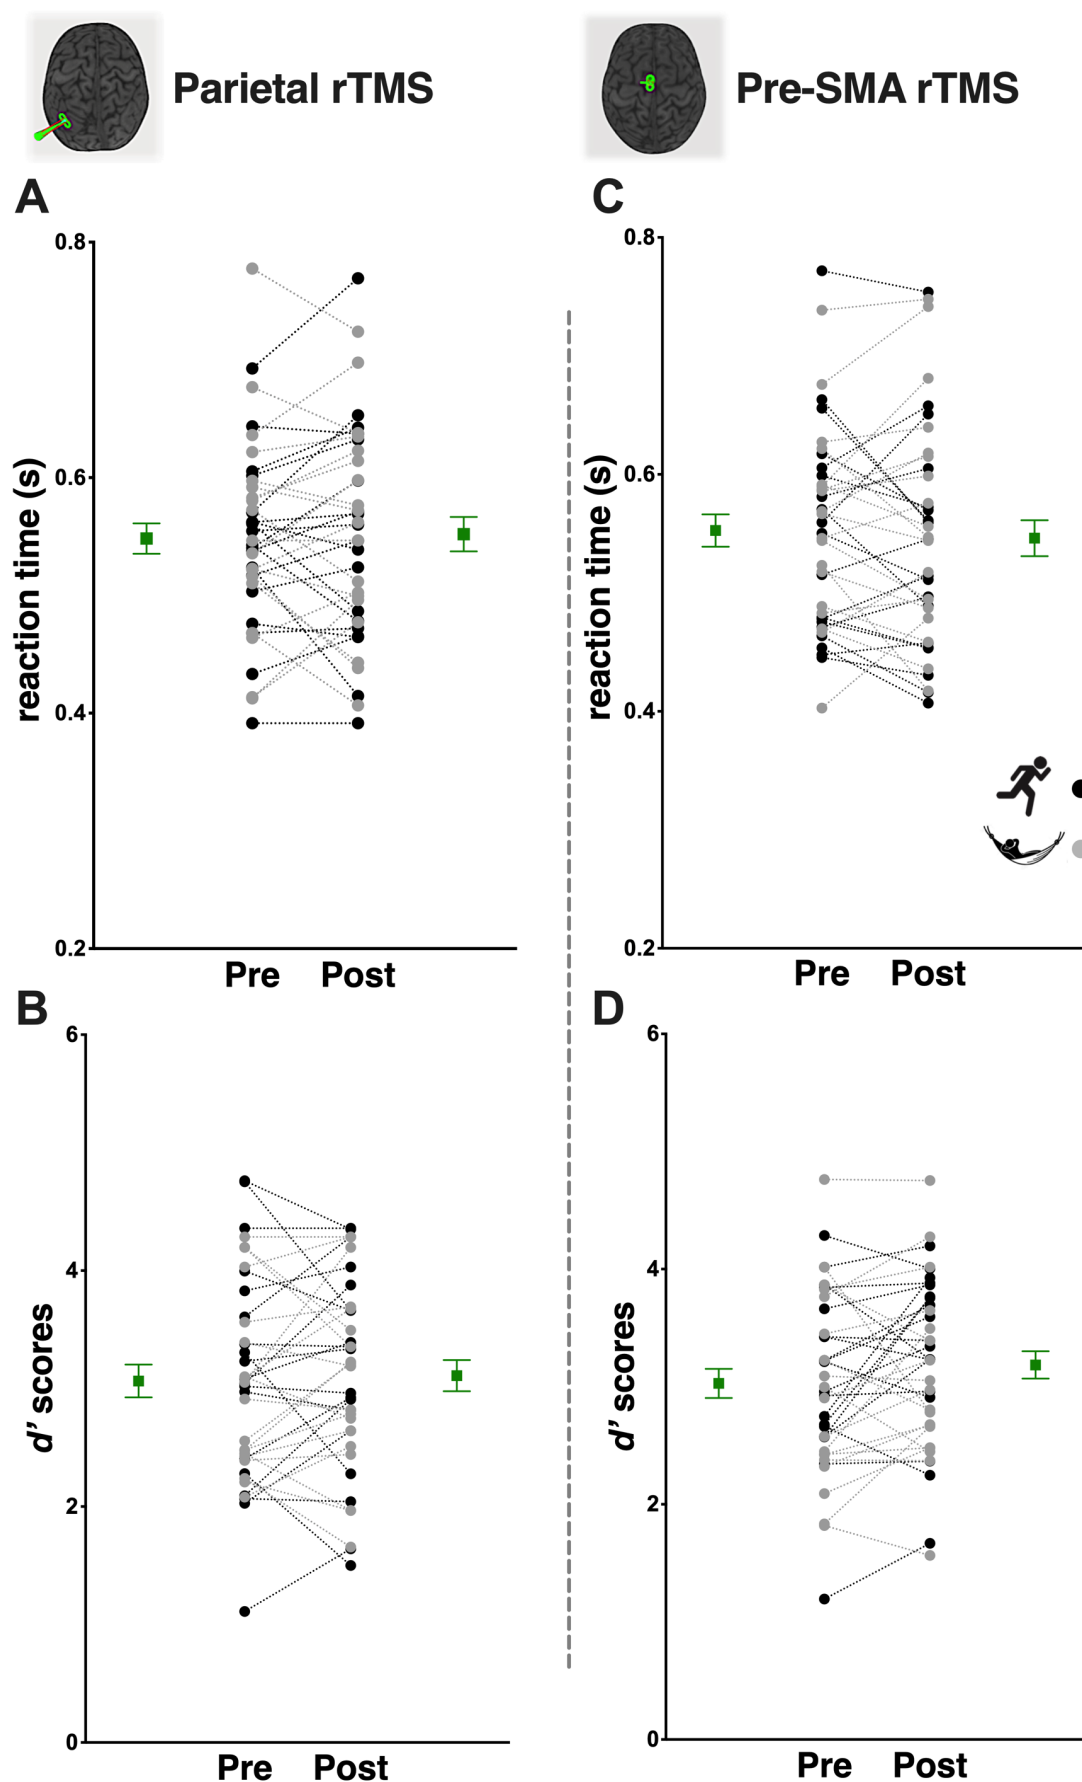 Parietal rTMS
Pre-SMA rTMS
A
0.8
0.6
0.4
0.2
reaction time (s)
Pre Post
C
0.8
0.6
0.4
0.2
reaction time (s)
Pre Post
B
6
4
2
0
d' scores
Pre Post
D
6
4
2
0
d' scores
Pre Post